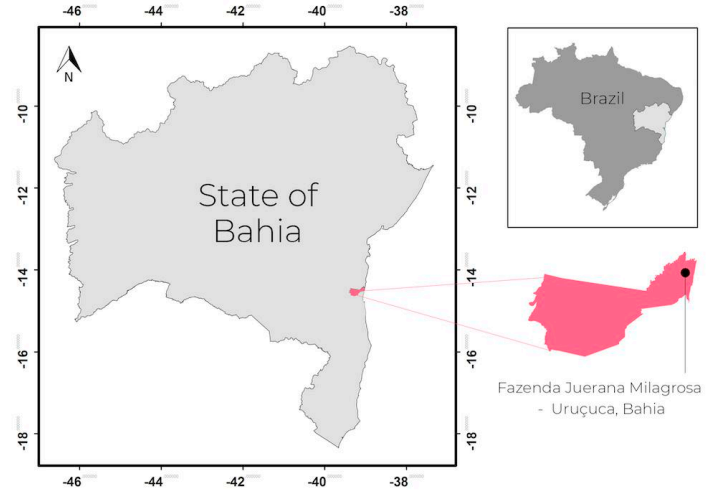 -46 -44 -42 -40 -38
N
-10
-10
Brazil
-12
-12
State of
Bahia
-14
-14
-16
-16
Fazenda Juerana Milagrosa
- Uruçuca, Bahia
-18
-18
-46 -44 -42 -40 -38